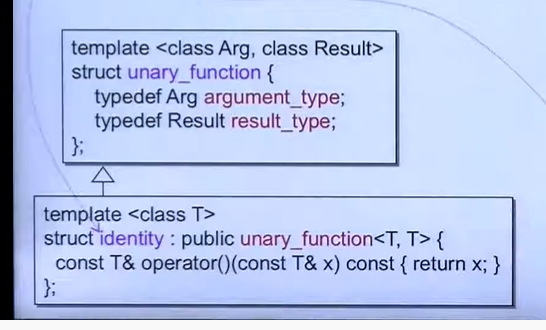 template <class Arg, class Result>
struct unary_function {
typedef Arg argument_type;
typedef Result result_type;
};
template <class T>
struct identity : public unary_function<T, T> {
const T& operator()(const T& x) const { return x; }
};